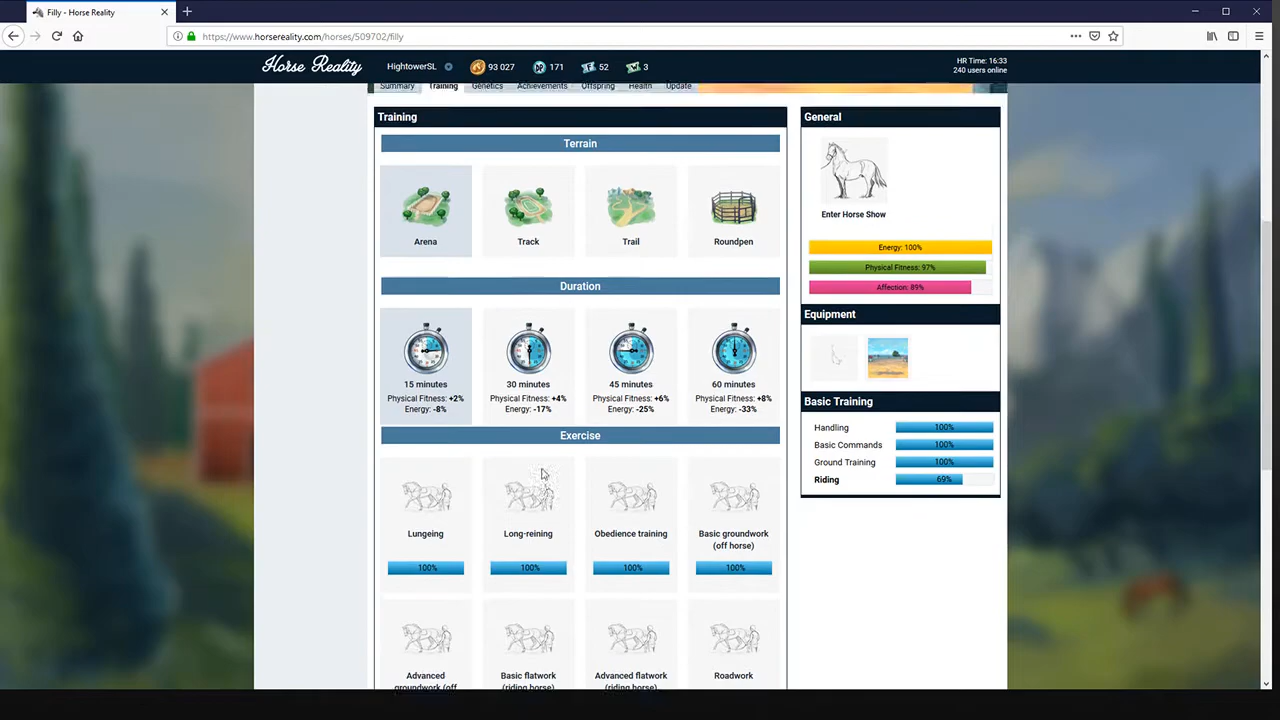 Filly - Horse Reality
https://www.horsereality.com/horses/509702/filly
Horse Reality
HightowerSL
93 027
171
52
3
HR Time: 16:33
240 users online
Summary
Training
Genetics
Achievements
Offspring
Health
Update
Training
Terrain
Arena
Track
Trail
Roundpen
Duration
15 minutes
Physical Fitness: +2%
Energy: -8%
30 minutes
Physical Fitness: +4%
Energy: -17%
45 minutes
Physical Fitness: +6%
Energy: -25%
60 minutes
Physical Fitness: +8%
Energy: -33%
Exercise
Lungeing
100%
Long-reining
100%
Obedience training
100%
Basic groundwork
(off horse)
100%
Advanced
groundwork (off
Basic flatwork
(riding horse)
Advanced flatwork
(riding horse)
Roadwork
General
Enter Horse Show
Energy: 100%
Physical Fitness: 97%
Affection: 89%
Equipment
Basic Training
Handling
100%
Basic Commands
100%
Ground Training
100%
Riding
69%